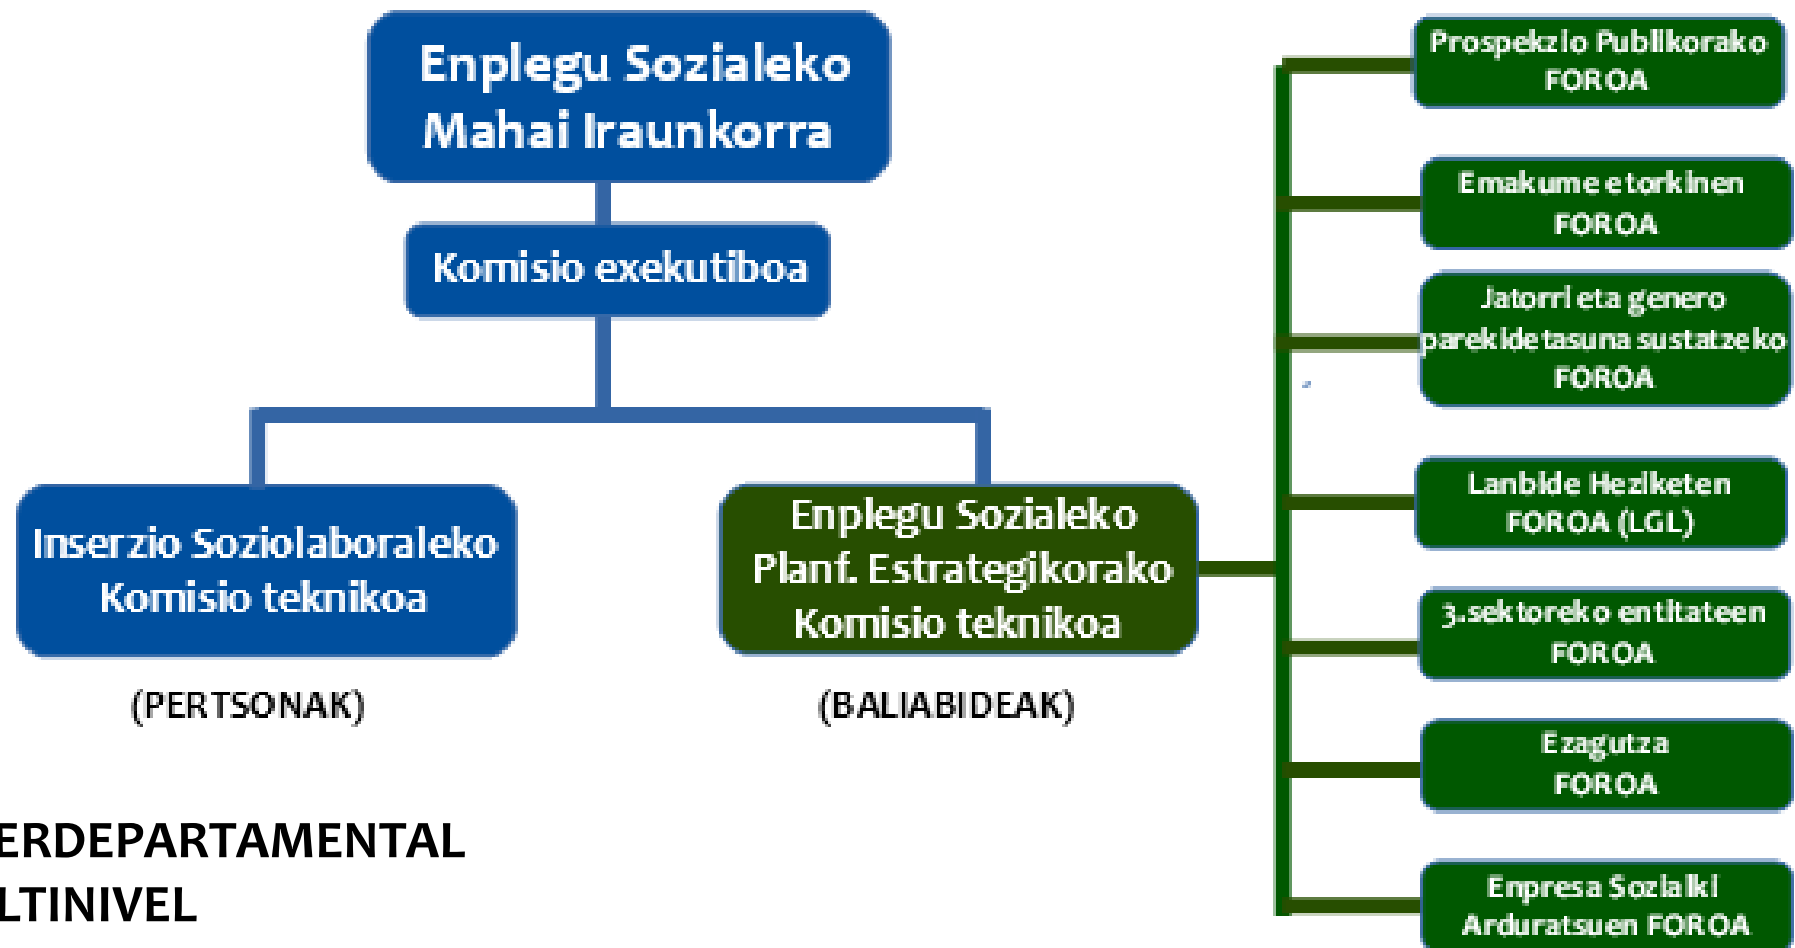 Enplegu Sozialeko
Mahai Iraunkorra
Komisio exekutiboa
Inserzio Soziolaboraleko
Komisio teknikoa
(PERTSONAK)
Enplegu Sozialeko
Planf. Estrategikorako
Komisio teknikoa
(BALIABIDEAK)
Prospekzio Publikorako
FOROA
Emakume etorkinen
FOROA
Jatorri eta genero
parekidetasuna sustatzeko
FOROA
Lanbide Heziketen
FOROA (LGL)
3.sektoreko entitateen
FOROA
Ezagutza
FOROA
Enpresa Sozialki
Arduratsuen FOROA
ERDEPARTAMENTAL
LTINIVEL